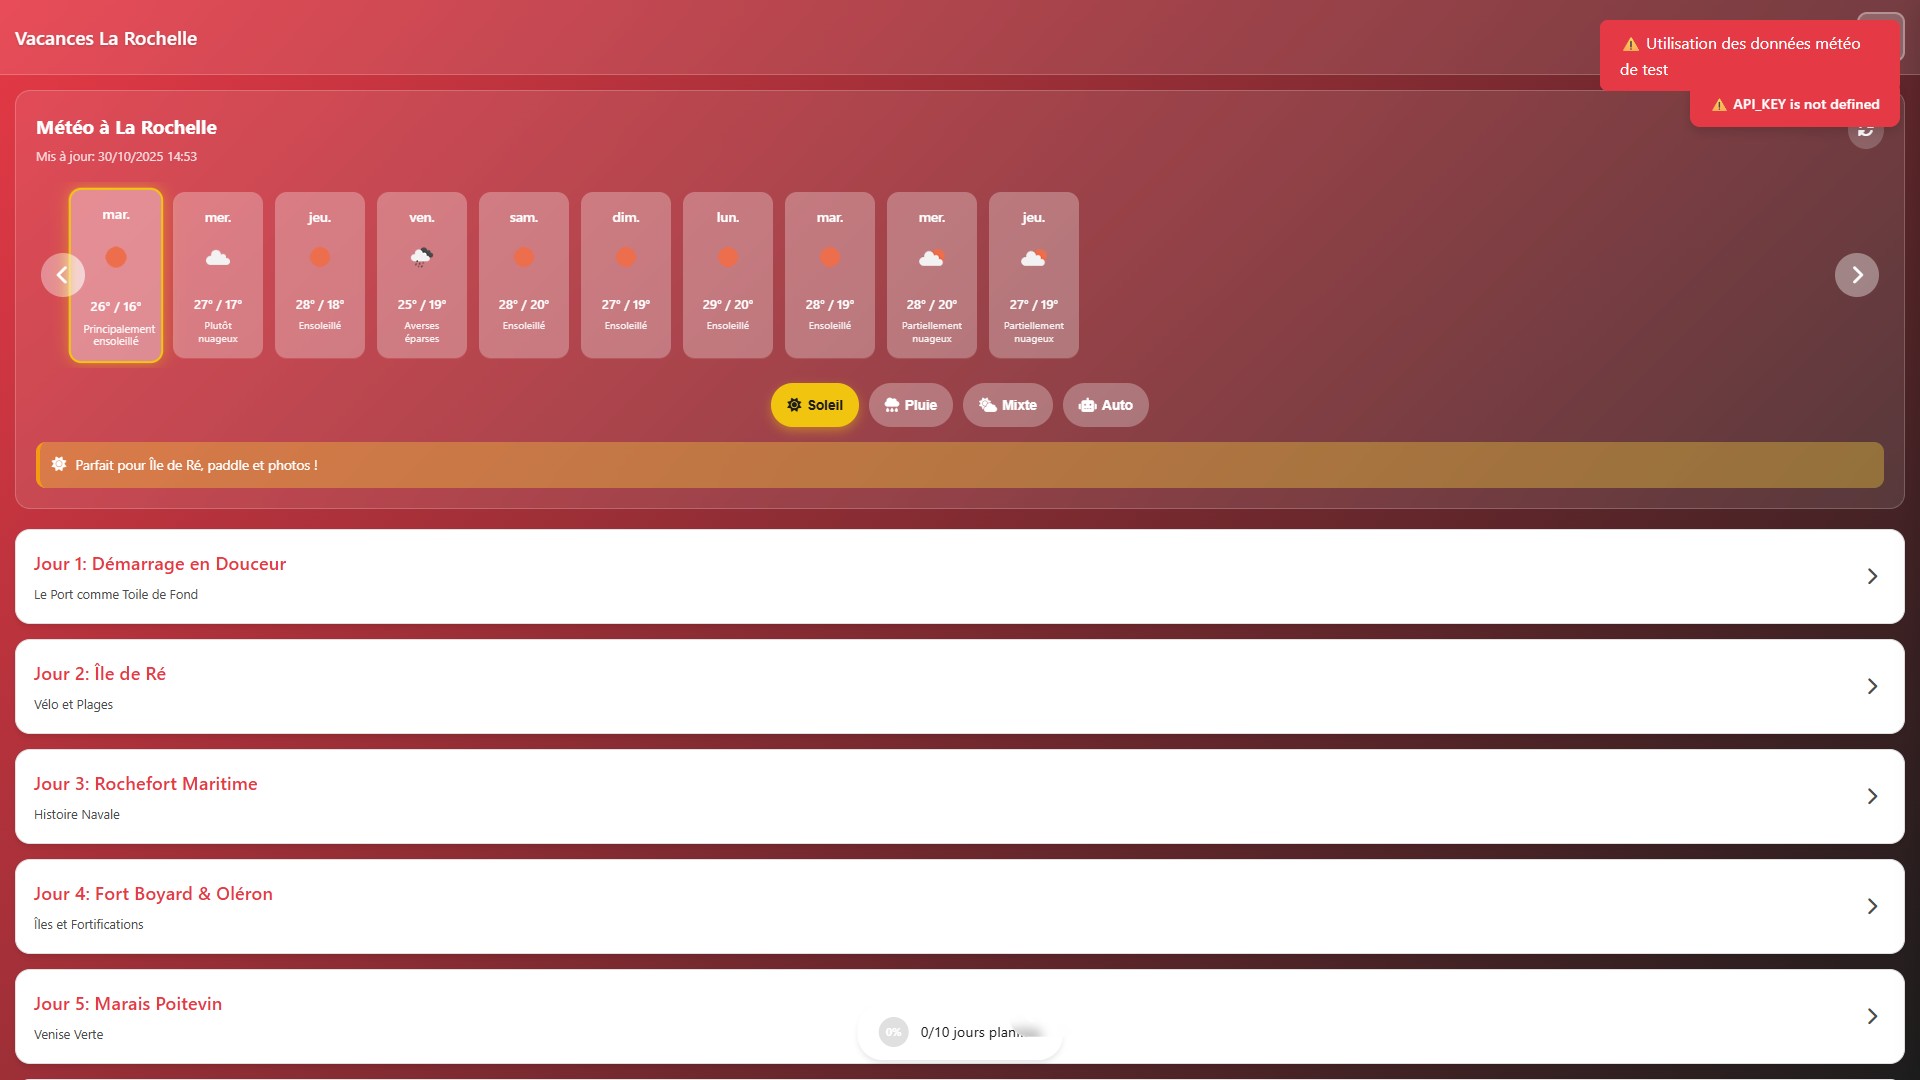 Vacances La Rochelle
⚠ Utilisation des données météo
de test
⚠ API_KEY is not defined
Météo à La Rochelle
Mis à jour: 30/10/2025 14:53
mar.
26° / 16°
Principalement
ensoleillé
mer.
27° / 17°
Plutôt
nuageux
jeu.
28° / 18°
Ensoleillé
ven.
25° / 19°
Averses
éparses
sam.
28° / 20°
Ensoleillé
dim.
27° / 19°
Ensoleillé
lun.
29° / 20°
Ensoleillé
mar.
28° / 19°
Ensoleillé
mer.
28° / 20°
Partiellement
nuageux
jeu.
27° / 19°
Partiellement
nuageux
Soleil
Pluie
Mixte
Auto
Parfait pour Île de Ré, paddle et photos !
Jour 1: Démarrage en Douceur
Le Port comme Toile de Fond
Jour 2: Île de Ré
Vélo et Plages
Jour 3: Rochefort Maritime
Histoire Navale
Jour 4: Fort Boyard & Oléron
Îles et Fortifications
Jour 5: Marais Poitevin
Venise Verte
0%
0/10 jours